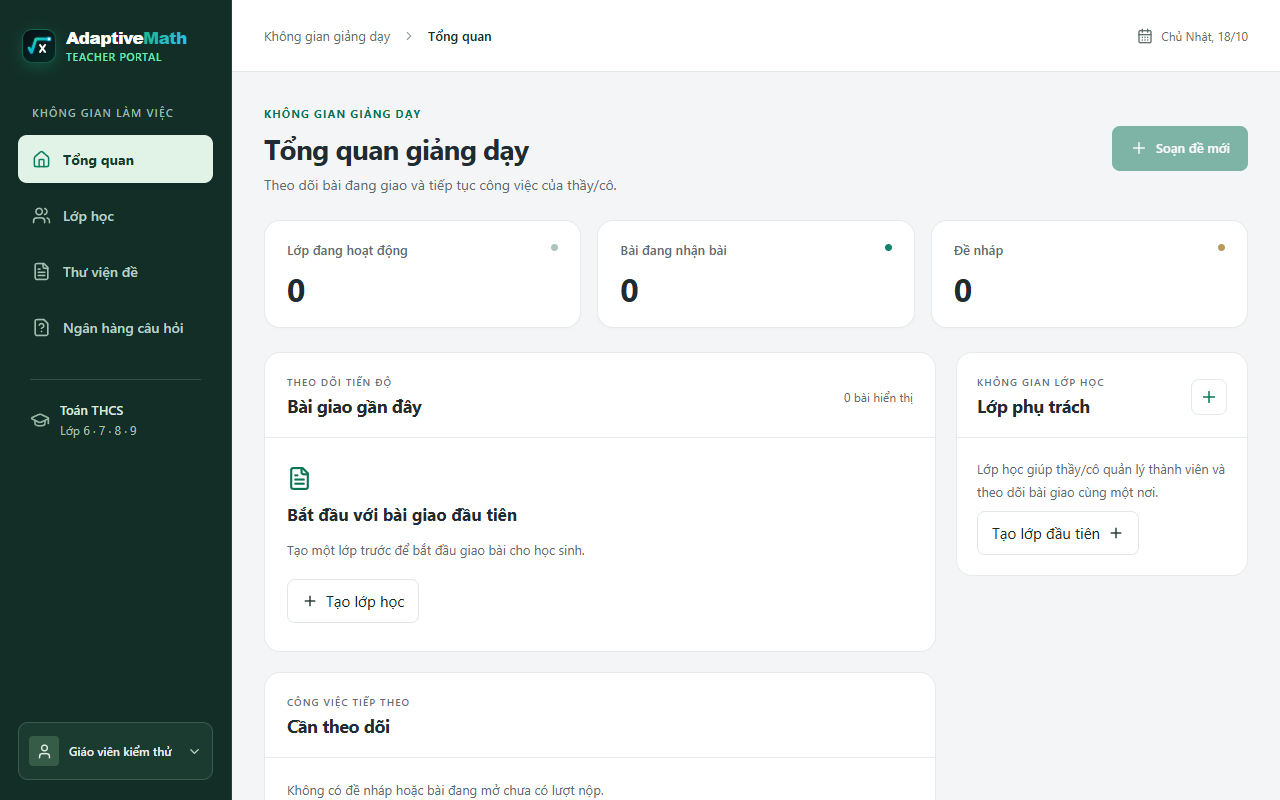 AdaptiveMath
TEACHER PORTAL
KHÔNG GIAN LÀM VIỆC
Tổng quan
Lớp học
Thư viện đề
Ngân hàng câu hỏi
Toán THCS
Lớp 6 · 7 · 8 · 9
Giáo viên kiểm thử
Không gian giảng dạy > Tổng quan
Chủ Nhật, 18/10
KHÔNG GIAN GIẢNG DẠY
Tổng quan giảng dạy
Theo dõi bài đang giao và tiếp tục công việc của thầy/cô.
+ Soạn đề mới
Lớp đang hoạt động
0
Bài đang nhận bài
0
Đề nháp
0
THEO DÕI TIẾN ĐỘ
Bài giao gần đây
0 bài hiển thị
Bắt đầu với bài giao đầu tiên
Tạo một lớp trước để bắt đầu giao bài cho học sinh.
+ Tạo lớp học
KHÔNG GIAN LỚP HỌC
Lớp phụ trách
+
Lớp học giúp thầy/cô quản lý thành viên và
theo dõi bài giao cùng một nơi.
Tạo lớp đầu tiên +
CÔNG VIỆC TIẾP THEO
Cần theo dõi
Không có đề nháp hoặc bài đang mở chưa có lượt nộp.